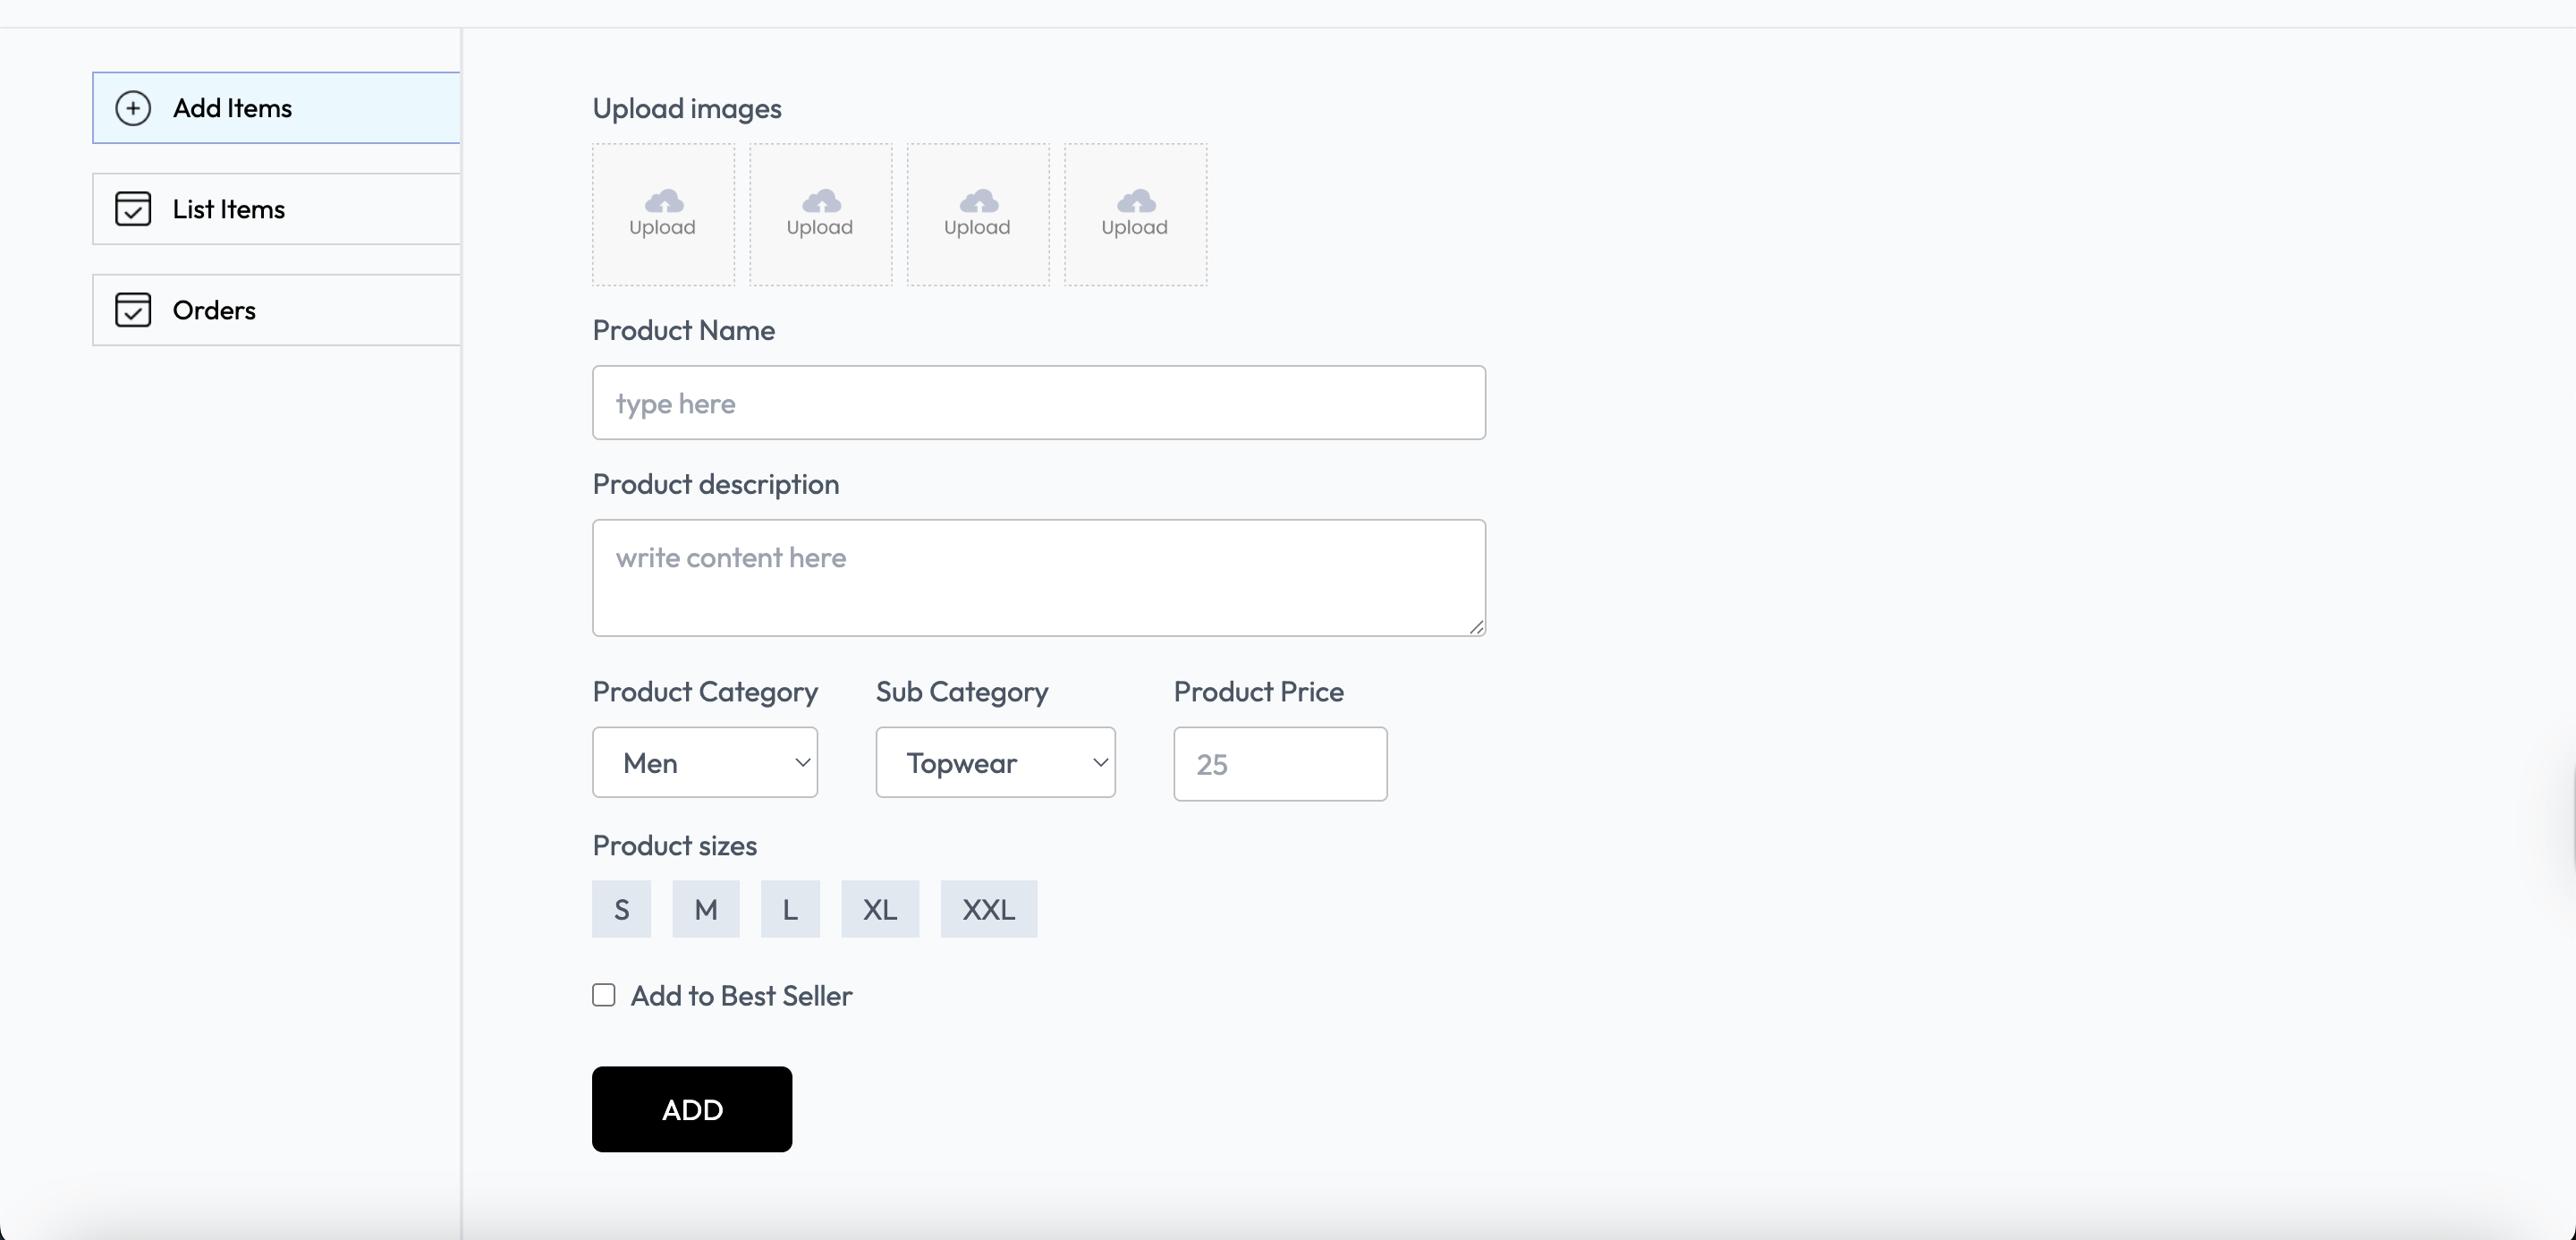 Add Items
List Items
Orders
Upload images
Upload Upload Upload Upload
Product Name
type here
Product description
write content here
Product Category Sub Category Product Price
Men Topwear 25
Product sizes
S M L XL XXL
Add to Best Seller
ADD